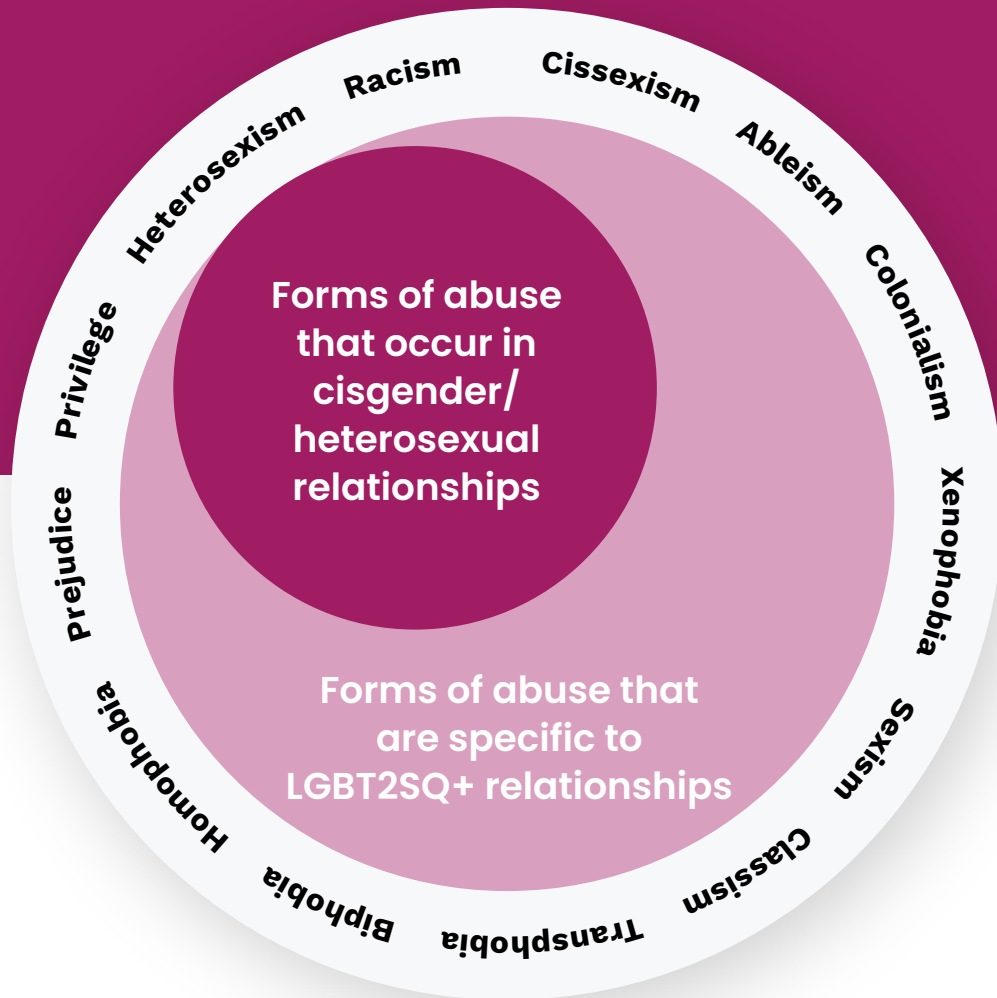 Racism
Cissexism
Ableism
Colonialism
Xenophobia
Sexism
Classism
Transphobia
Biphobia
Homophobia
Prejudice
Privilege
Heterosexism
Forms of abuse
that occur in
cisgender/
heterosexual
relationships
Forms of abuse that
are specific to
LGBT2SQ+ relationships